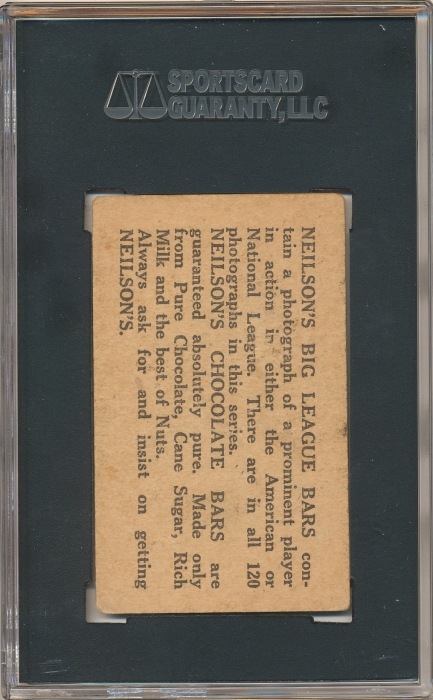 SPORTSCARD
GUARANTY, LLC
NEILSON'S BIG LEAGUE BARS con-
tain a photograph of a prominent player
in action in either the American or
National League. There are in all 120
photographs in this series.
NEILSON'S CHOCOLATE BARS are
guaranteed absolutely pure. Made only
from Pure Chocolate, Cane Sugar, Rich
Milk and the best of Nuts.
Always ask for and insist on getting
NEILSON'S.